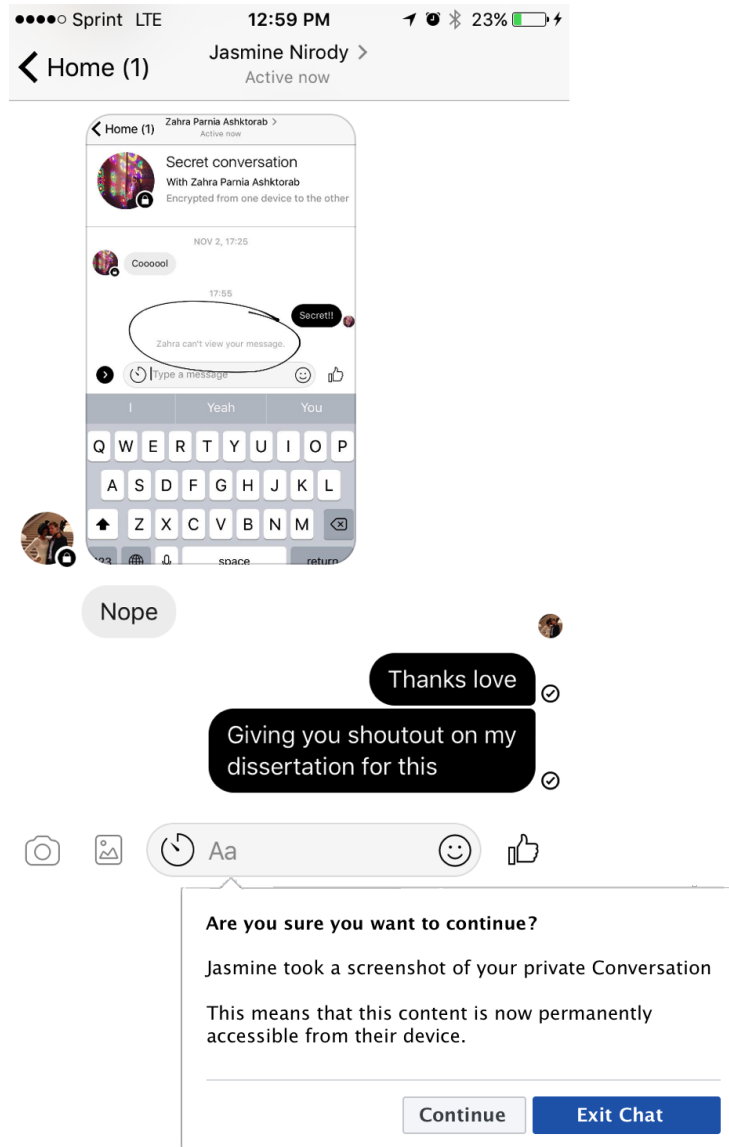 Sprint LTE 12:59 PM 23%
Home (1) Jasmine Nirody
Active now
Home (1) Zahra Parnia Ashktorab
Active now
Secret conversation
With Zahra Parnia Ashktorab
Encrypted from one device to the other
NOV 2, 17:25
Coooool
17:55
Secret!!
Zahra can't view your message.
Type a message
I Yeah You
Q W E R T Y U I O P
A S D F G H J K L
Z X C V B N M
123 space return
Nope
Thanks love
Giving you shoutout on my
dissertation for this
Aa
Are you sure you want to continue?
Jasmine took a screenshot of your private Conversation
This means that this content is now permanently
accessible from their device.
Continue Exit Chat